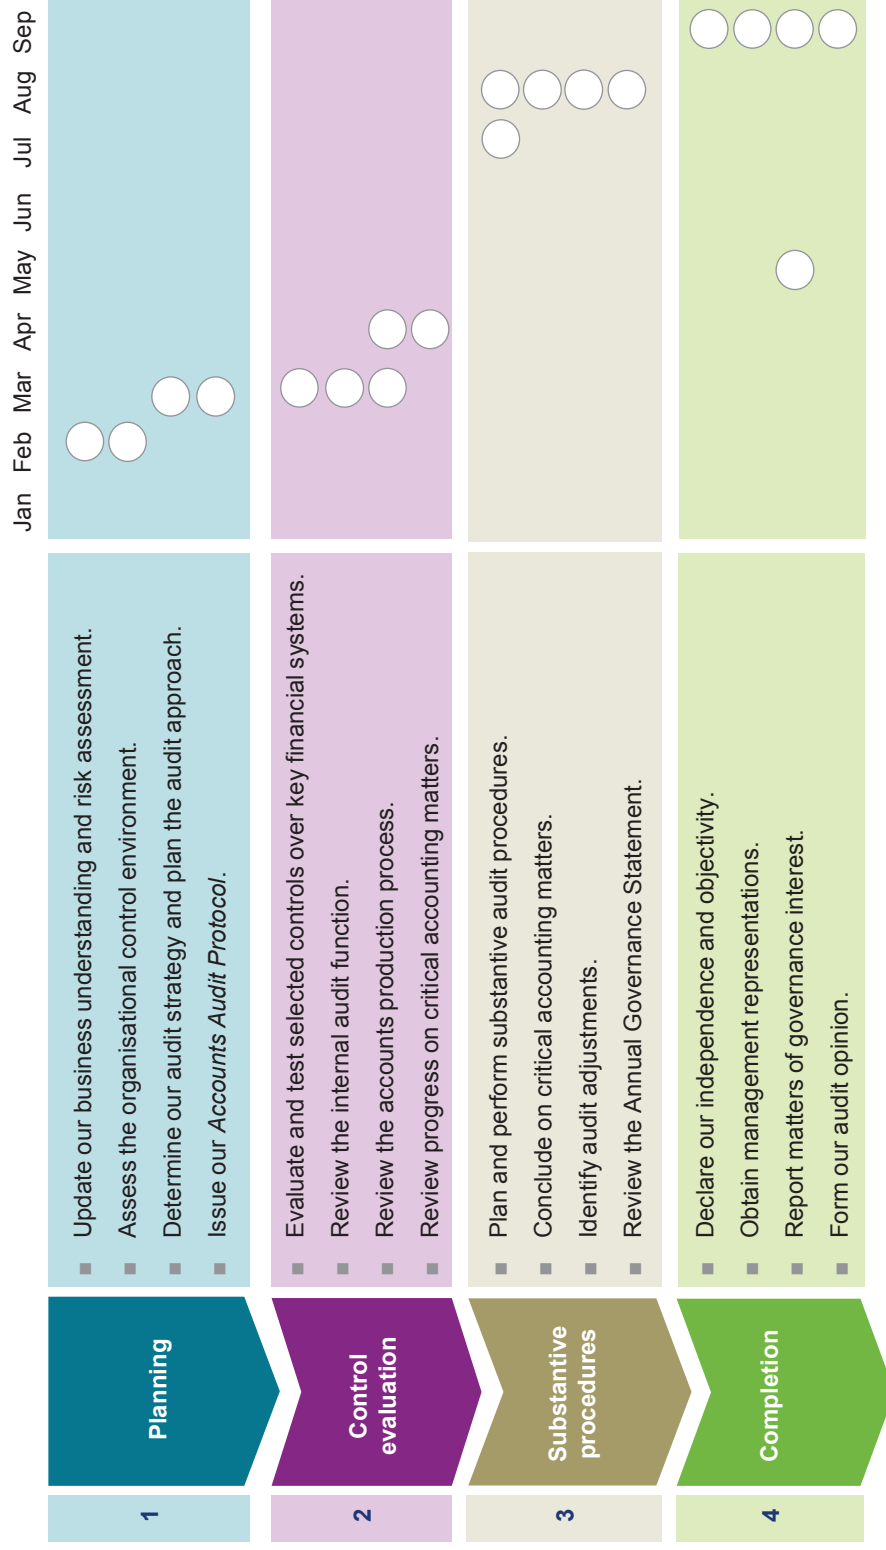 Jan Feb Mar Apr May Jun Jul Aug Sep
1
Planning
■ Update our business understanding and risk assessment.
■ Assess the organisational control environment.
■ Determine our audit strategy and plan the audit approach.
■ Issue our Accounts Audit Protocol.
2
Control
evaluation
■ Evaluate and test selected controls over key financial systems.
■ Review the internal audit function.
■ Review the accounts production process.
■ Review progress on critical accounting matters.
3
Substantive
procedures
■ Plan and perform substantive audit procedures.
■ Conclude on critical accounting matters.
■ Identify audit adjustments.
■ Review the Annual Governance Statement.
4
Completion
■ Declare our independence and objectivity.
■ Obtain management representations.
■ Report matters of governance interest.
■ Form our audit opinion.